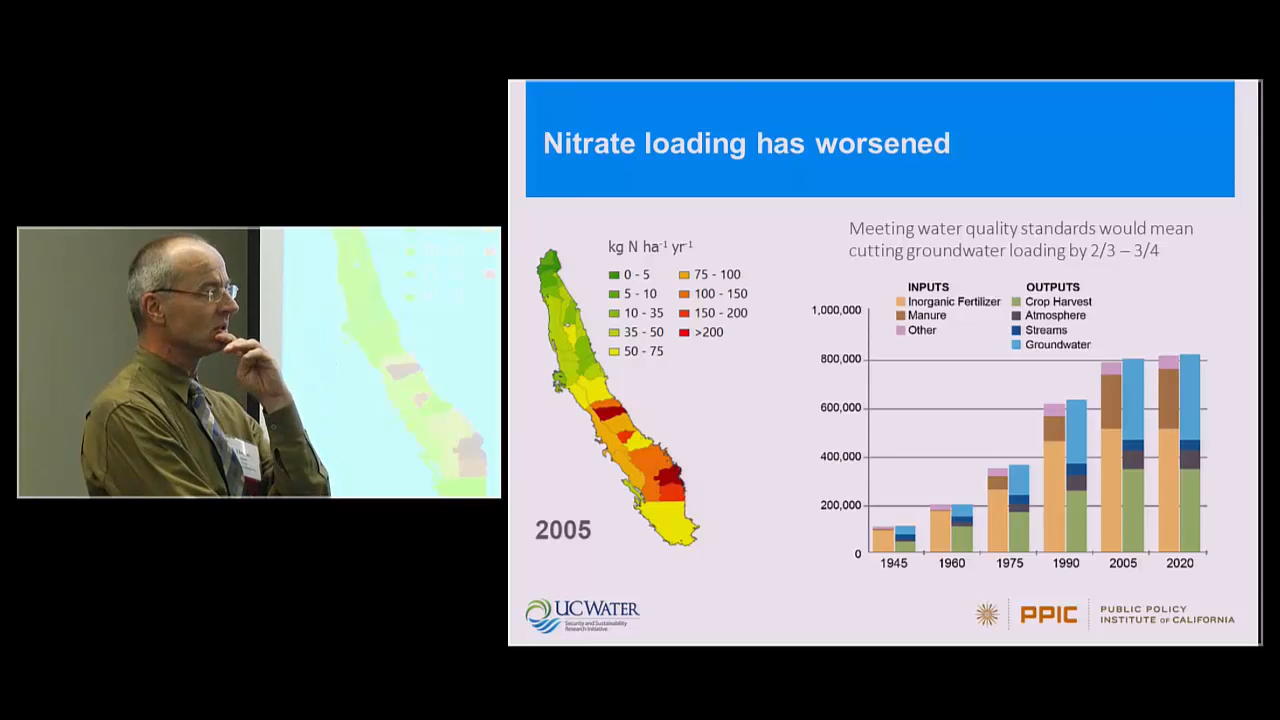 Nitrate loading has worsened
Meeting water quality standards would mean
cutting groundwater loading by 2/3 – 3/4
kg N ha⁻¹ yr⁻¹
0 - 5
5 - 10
10 - 35
35 - 50
50 - 75
75 - 100
100 - 150
150 - 200
>200
2005
INPUTS
Inorganic Fertilizer
Manure
Other
OUTPUTS
Crop Harvest
Atmosphere
Streams
Groundwater
1,000,000
800,000
600,000
400,000
200,000
0
1945 1960 1975 1990 2005 2020
UC WATER
Security and Sustainability
Research Initiative
PPIC
PUBLIC POLICY
INSTITUTE OF CALIFORNIA